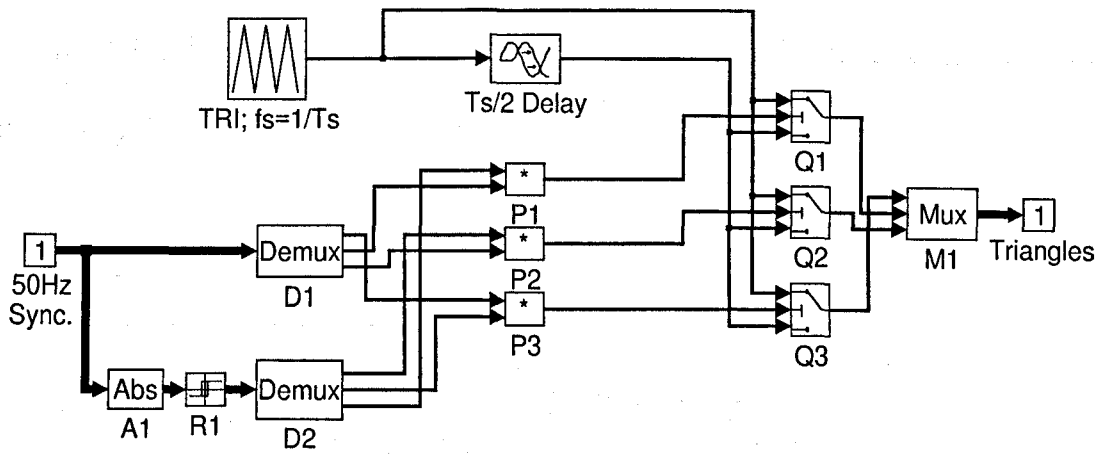 TRI; fs=1/Ts
Ts/2 Delay
Q1
*
P1
Mux
1
1
Demux
*
Q2
Triangles
50Hz
Sync.
D1
P2
M1
*
P3
Q3
Abs
Demux
A1
R1
D2